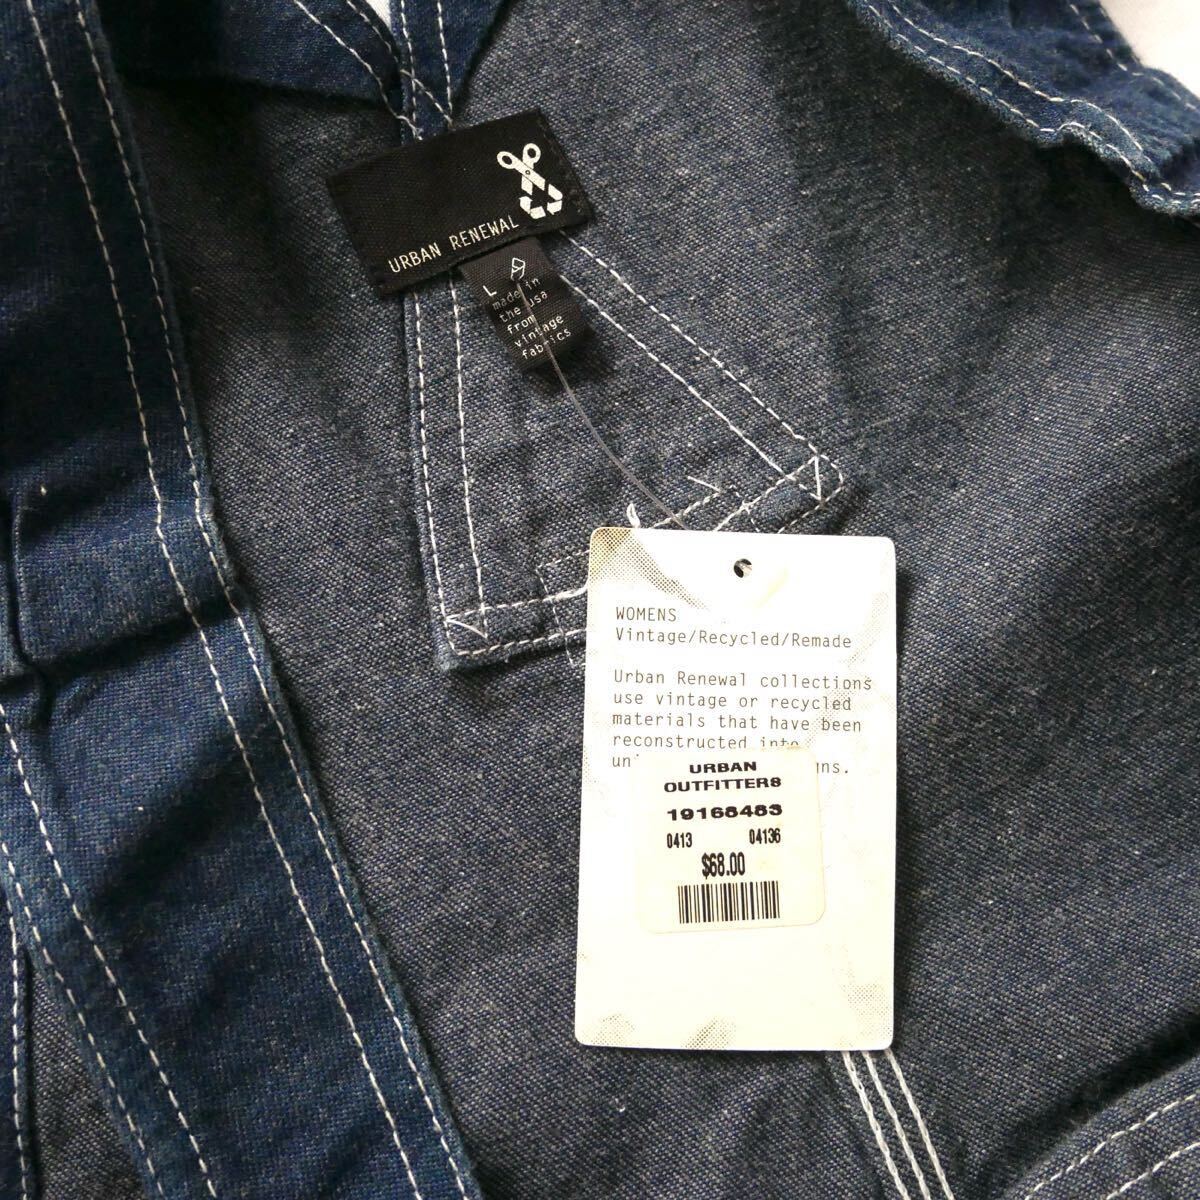 URBAN RENEWAL
L
made in
the usa
from
vintage
fabrics
WOMENS
Vintage/Recycled/Remade
Urban Renewal collections
use vintage or recycled
materials that have been
reconstructed into
URBAN
OUTFITTERS
19168483
0413 04136
$68.00